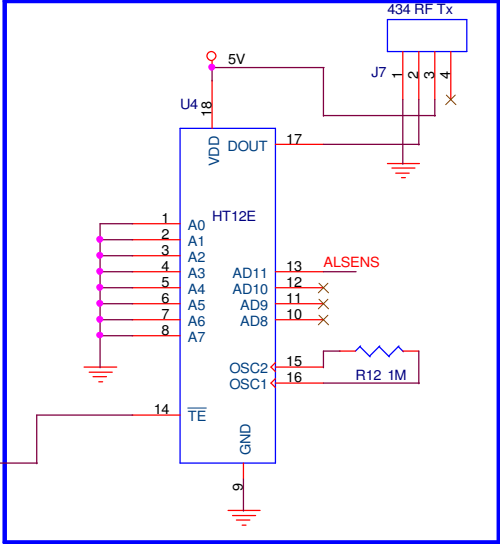 434 RF Tx
J7
1
2
3
4
5V
U4
18
VDD
DOUT
17
HT12E
1
A0
2
A1
3
A2
4
A3
5
A4
6
A5
7
A6
8
A7
AD11
13
ALSENS
AD10
12
AD9
11
AD8
10
OSC2
15
OSC1
16
R12 1M
14
TE
GND
9